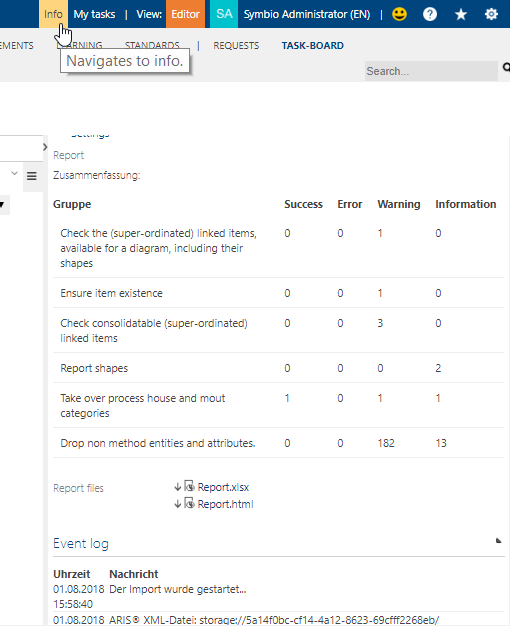 Info My tasks | View: Editor SA Symbio Administrator (EN) |
EMENTS LEARNING STANDARDS | REQUESTS TASK-BOARD
Navigates to info.
Search...
Settings
Report
Zusammenfassung:
Gruppe Success Error Warning Information
Check the (super-ordinated) linked items, 0 0 1 0
available for a diagram, including their
shapes
Ensure item existence 0 0 1 0
Check consolidatable (super-ordinated) 0 0 3 0
linked items
Report shapes 0 0 0 2
Take over process house and mout 1 0 1 1
categories
Drop non method entities and attributes. 0 0 182 13
Report files Report.xlsx
Report.html
Event log
Uhrzeit Nachricht
01.08.2018 Der Import wurde gestartet...
15:58:40
01.08.2018 ARIS® XML-Datei: storage://5a14f0bc-cf14-4a12-8623-69cfff2268eb/